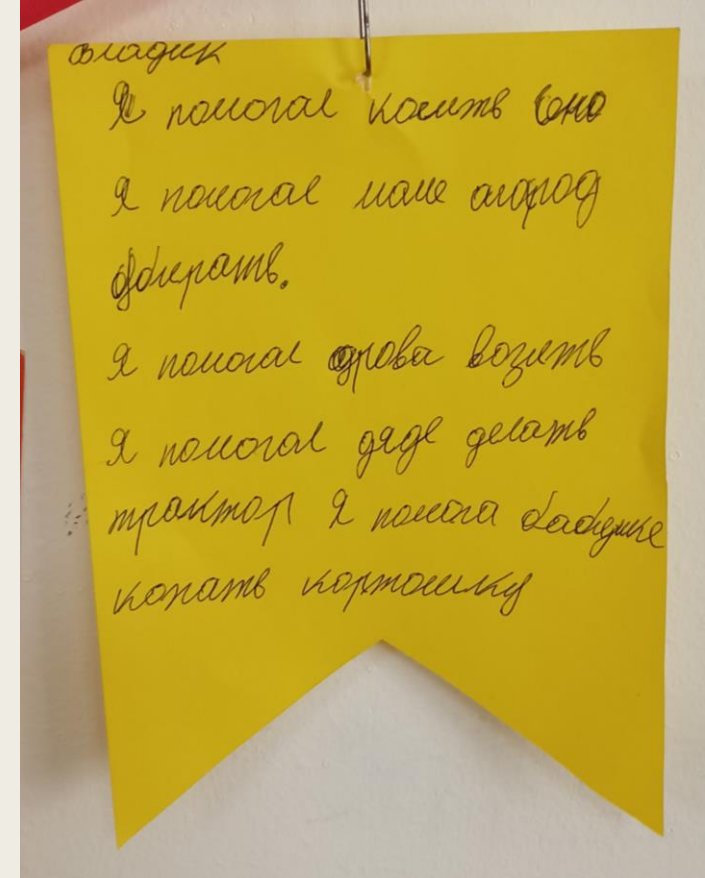 Владик
Я помогал косить сено
Я помогал маме огород
убирать.
Я помогал дрова возить
Я помогал дяде делать
трактор Я помога бабушке
копать картошку